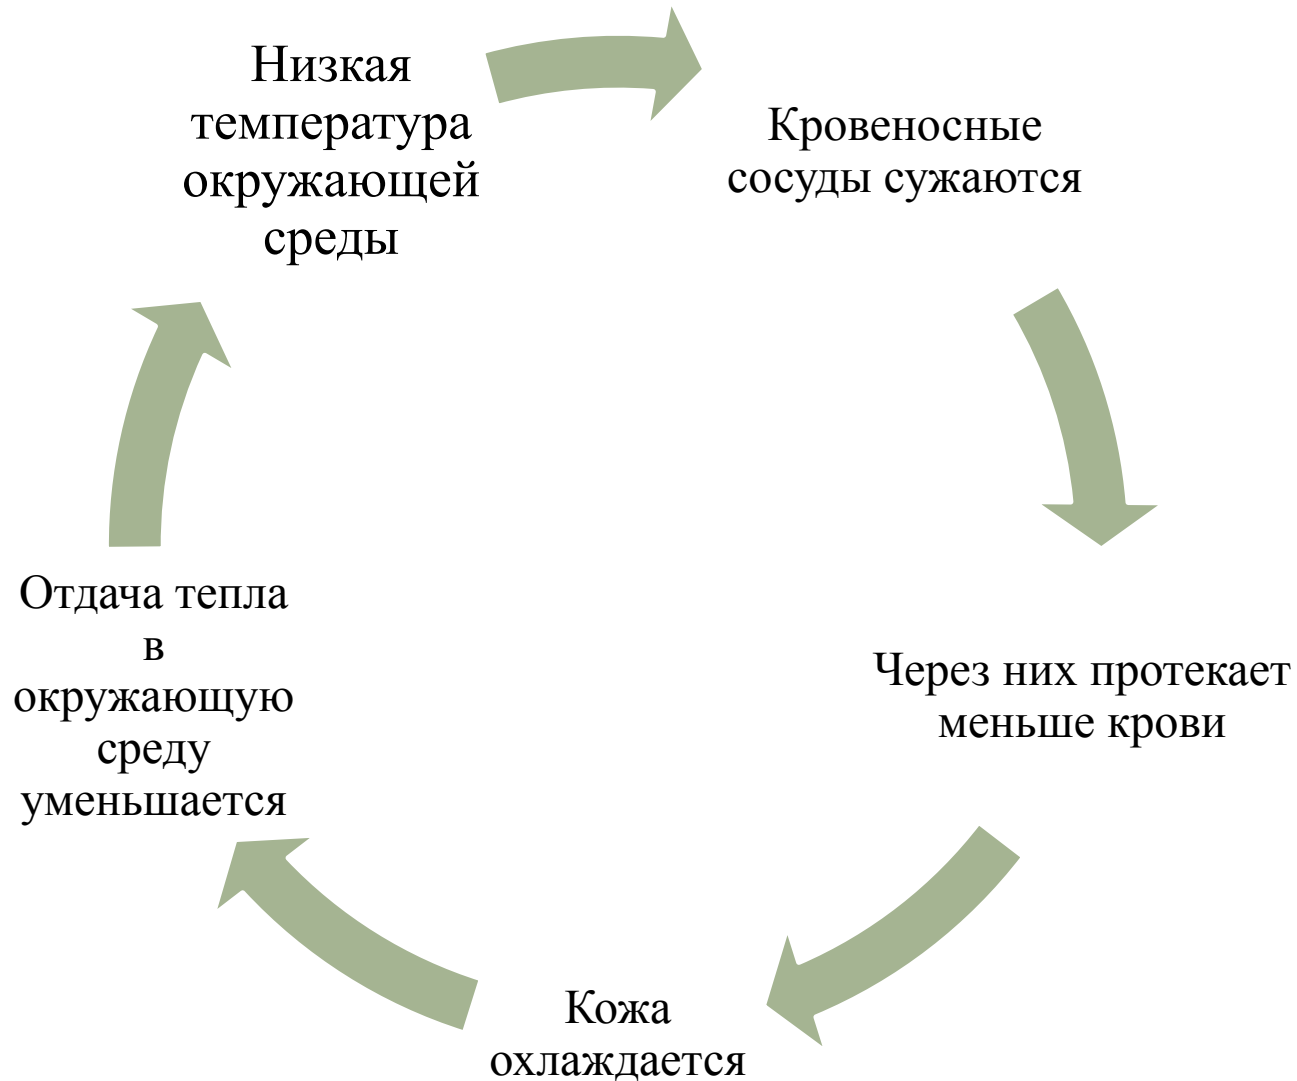 Низкая
температура
окружающей
среды
Кровеносные
сосуды сужаются
Через них протекает
меньше крови
Кожа
охлаждается
Отдача тепла
в
окружающую
среду
уменьшается